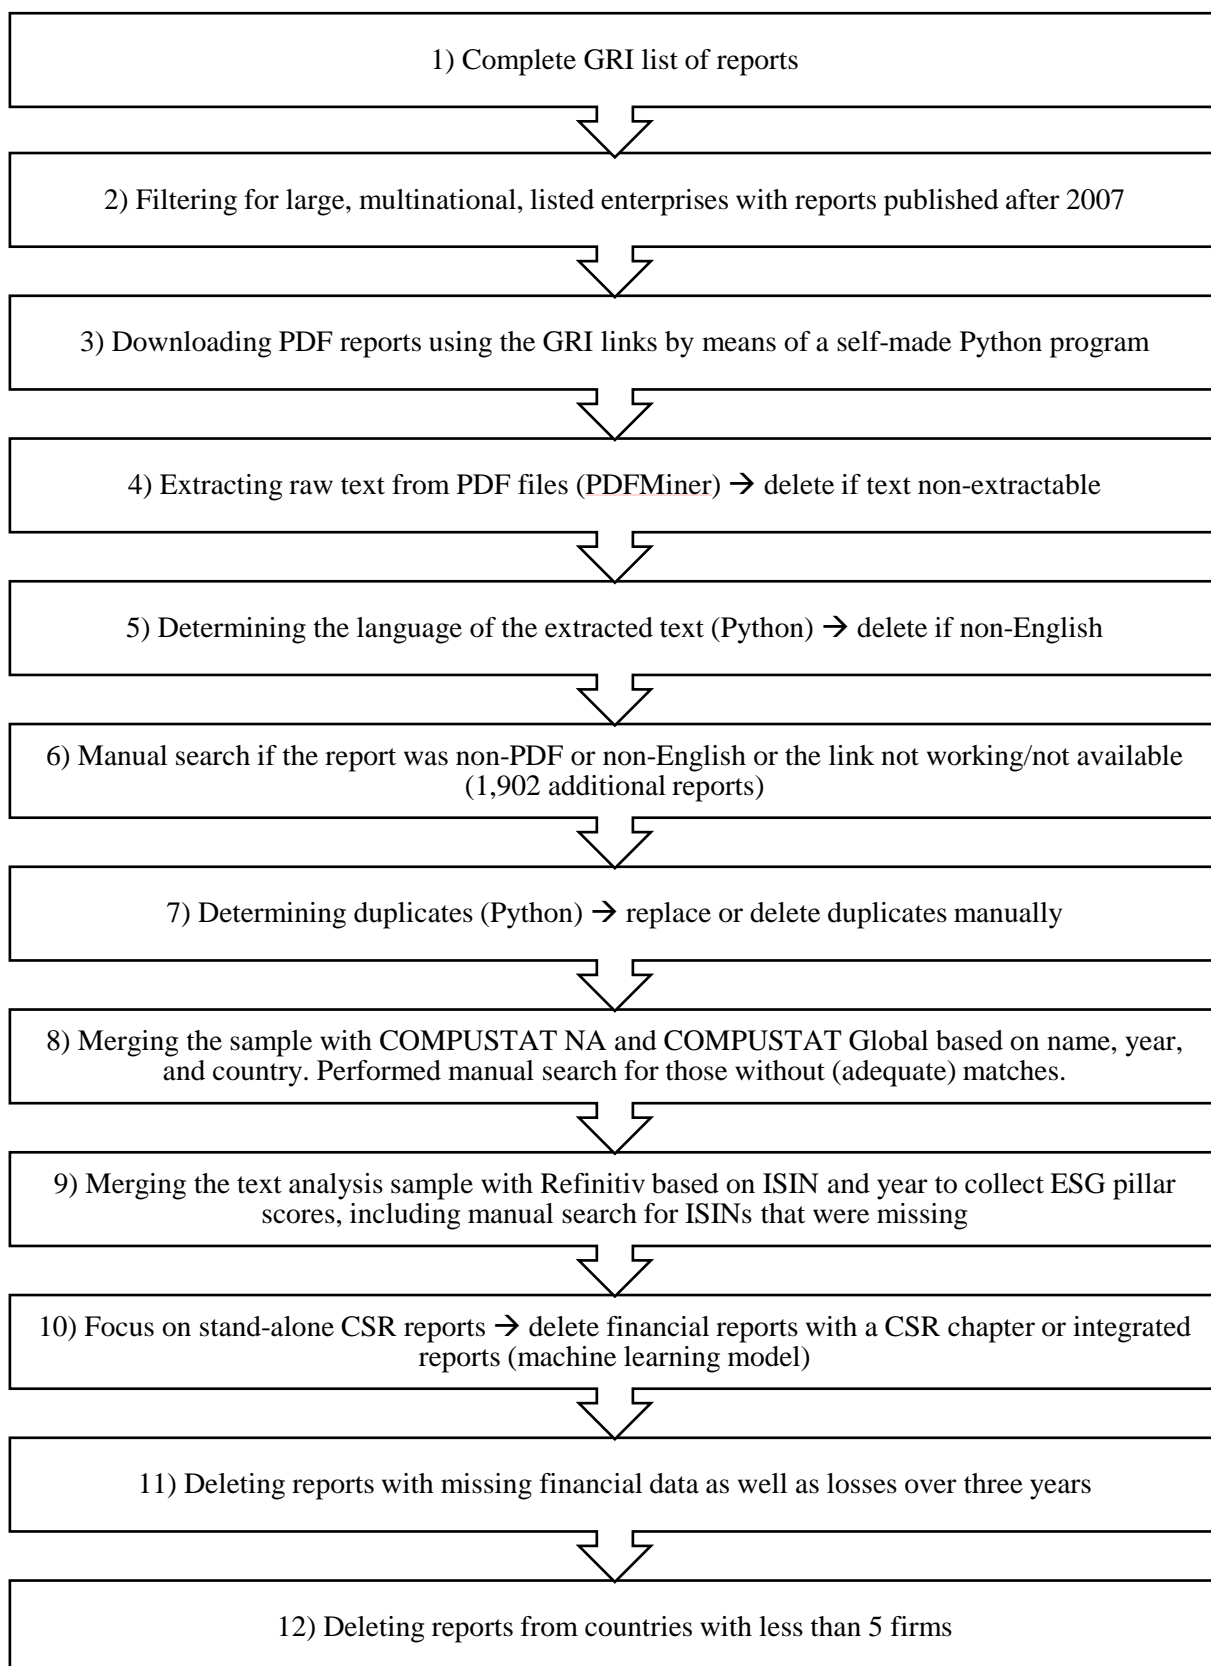 1) Complete GRI list of reports
2) Filtering for large, multinational, listed enterprises with reports published after 2007
3) Downloading PDF reports using the GRI links by means of a self-made Python program
4) Extracting raw text from PDF files (PDFMiner) → delete if text non-extractable
5) Determining the language of the extracted text (Python) → delete if non-English
6) Manual search if the report was non-PDF or non-English or the link not working/not available
(1,902 additional reports)
7) Determining duplicates (Python) → replace or delete duplicates manually
8) Merging the sample with COMPUSTAT NA and COMPUSTAT Global based on name, year,
and country. Performed manual search for those without (adequate) matches.
9) Merging the text analysis sample with Refinitiv based on ISIN and year to collect ESG pillar
scores, including manual search for ISINs that were missing
10) Focus on stand-alone CSR reports → delete financial reports with a CSR chapter or integrated
reports (machine learning model)
11) Deleting reports with missing financial data as well as losses over three years
12) Deleting reports from countries with less than 5 firms